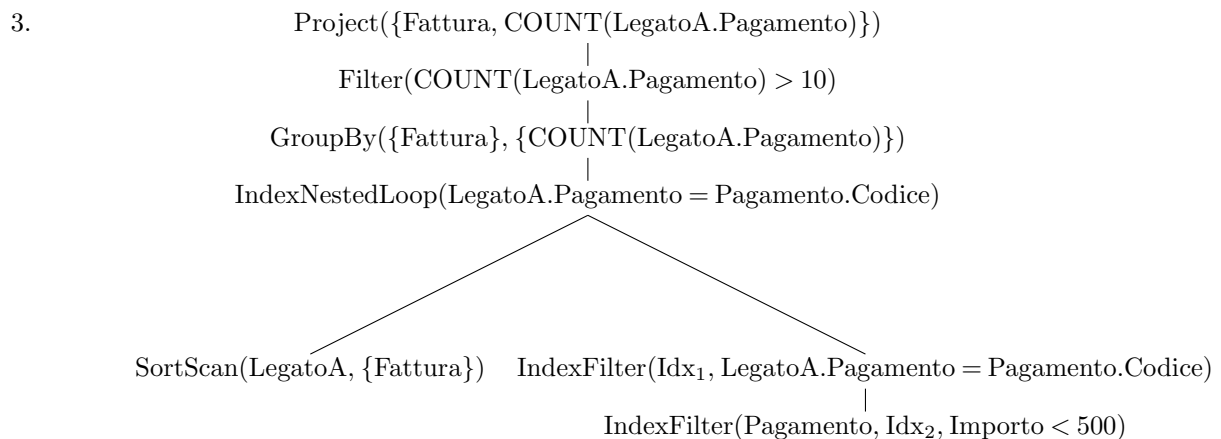 3.
Project({Fattura, COUNT(LegatoA.Pagamento)})
Filter(COUNT(LegatoA.Pagamento) > 10)
GroupBy({Fattura}, {COUNT(LegatoA.Pagamento)})
IndexNestedLoop(LegatoA.Pagamento = Pagamento.Codice)
SortScan(LegatoA, {Fattura})
IndexFilter(Idx₁, LegatoA.Pagamento = Pagamento.Codice)
IndexFilter(Pagamento, Idx₂, Importo < 500)